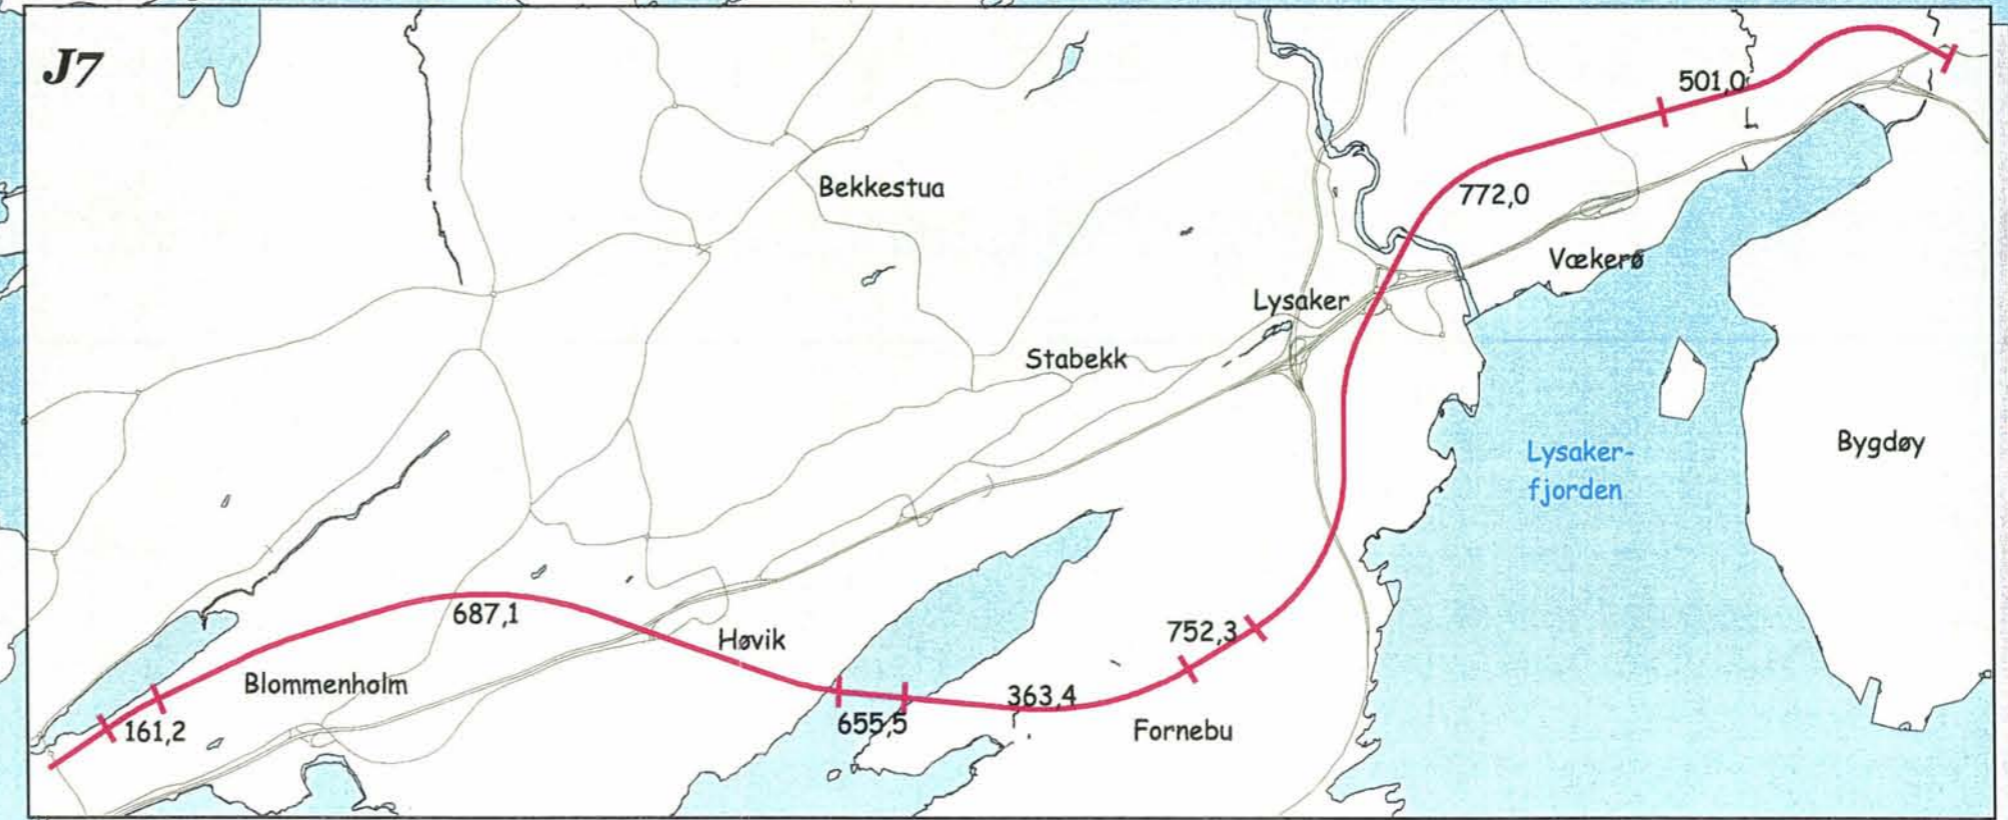 J7
501,0
Bekkestua
772,0
Vækerø
Lysaker
Stabekk
Bygdøy
Lysaker-
fjorden
687,1
Høvik
752,3
Blommenholm
363,4
161,2
655,5
Fornebu